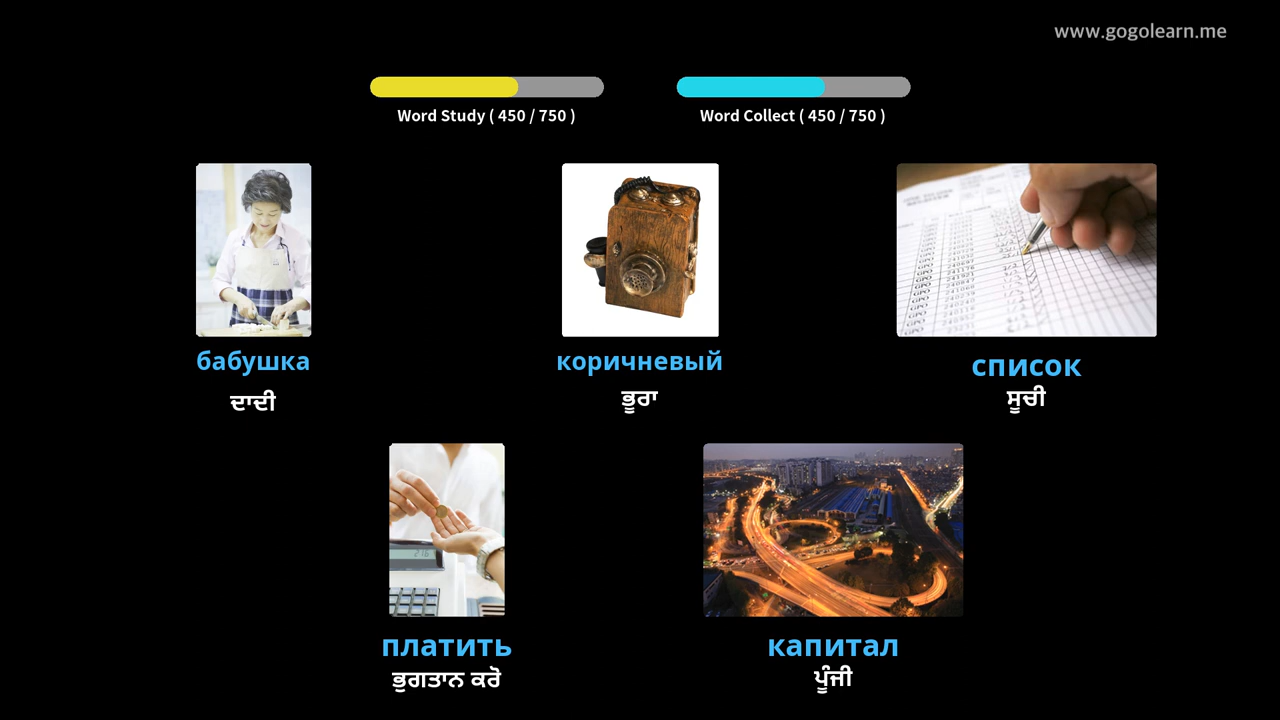 www.gogolearn.me
Word Study ( 450 / 750 )
Word Collect ( 450 / 750 )
бабушка
ਦਾਦੀ
коричневый
ਭੂਰਾ
список
ਸੂਚੀ
платить
ਭੁਗਤਾਨ ਕਰੋ
капитал
ਪੂੰਜੀ